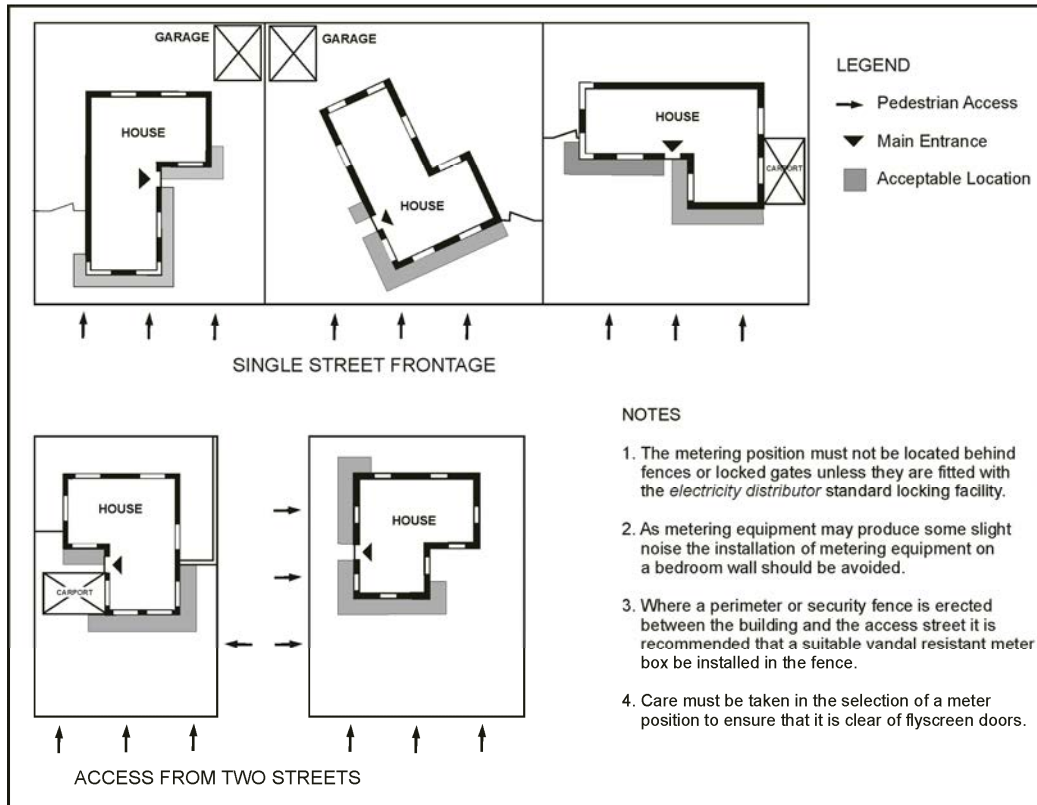 GARAGE
GARAGE
HOUSE
HOUSE
HOUSE
CARPORT
LEGEND
Pedestrian Access
Main Entrance
Acceptable Location
SINGLE STREET FRONTAGE
HOUSE
CARPORT
HOUSE
ACCESS FROM TWO STREETS
NOTES
1. The metering position must not be located behind
fences or locked gates unless they are fitted with
the electricity distributor standard locking facility.
2. As metering equipment may produce some slight
noise the installation of metering equipment on
a bedroom wall should be avoided.
3. Where a perimeter or security fence is erected
between the building and the access street it is
recommended that a suitable vandal resistant meter
box be installed in the fence.
4. Care must be taken in the selection of a meter
position to ensure that it is clear of flyscreen doors.